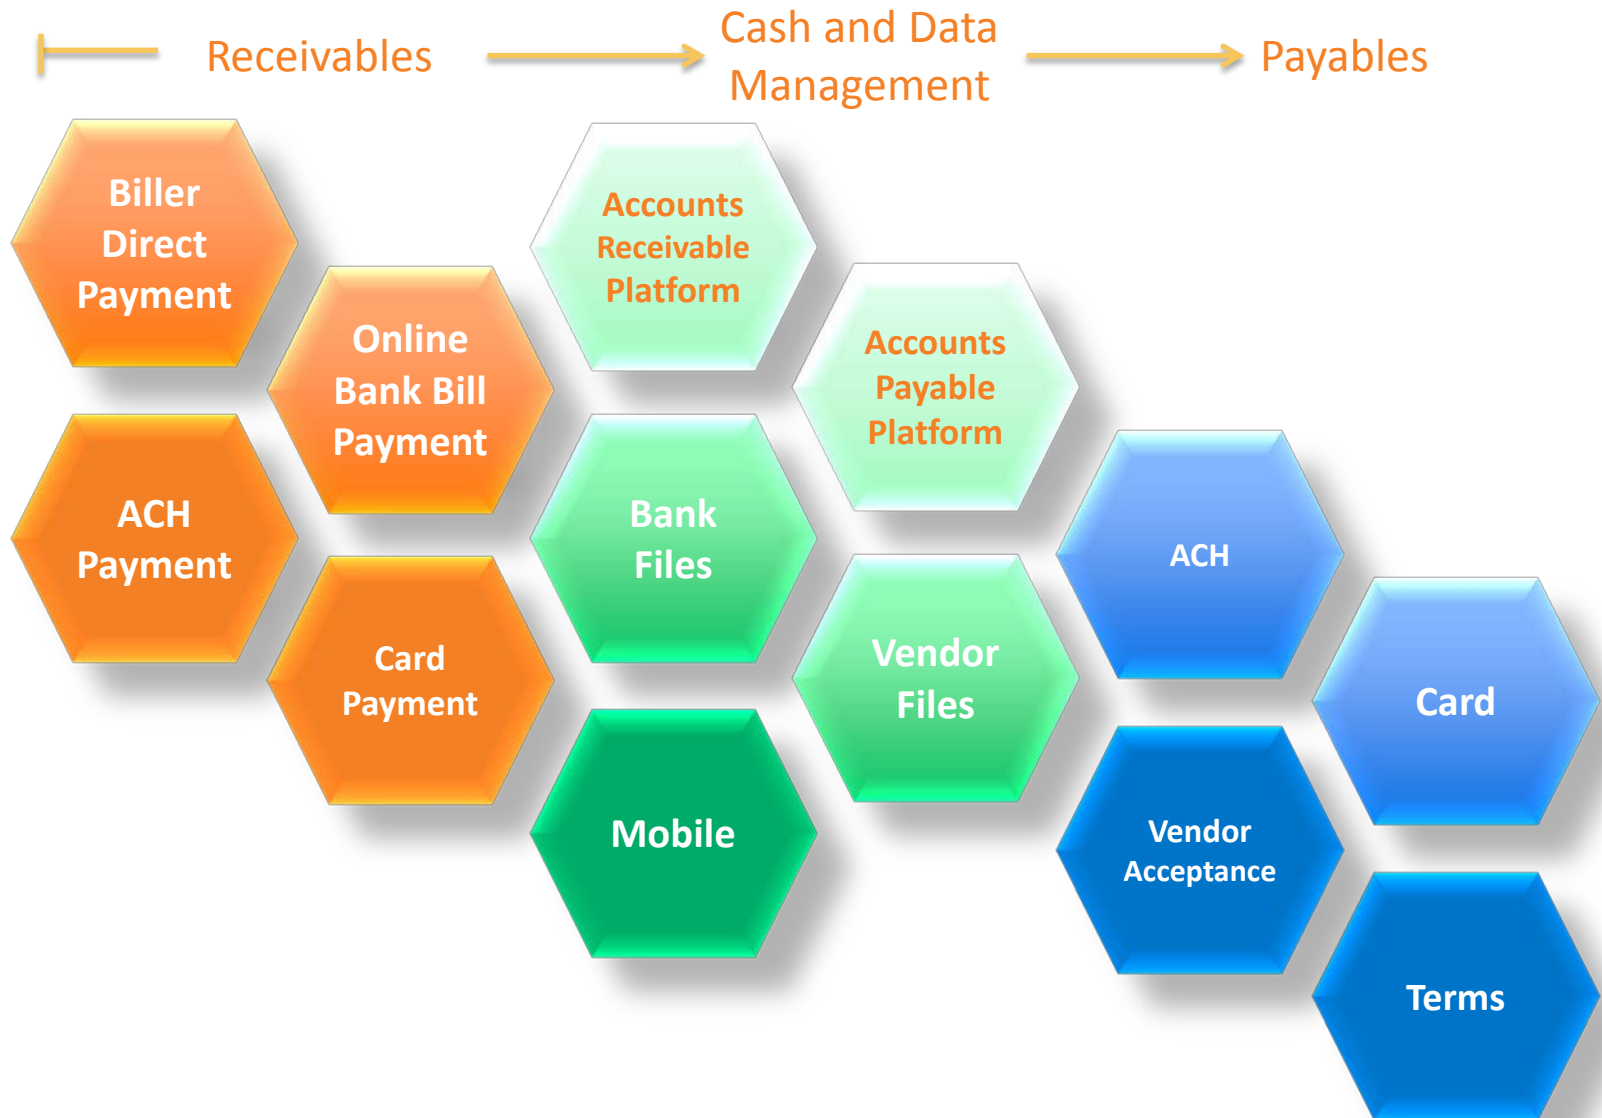 Receivables
Cash and Data
Management
Payables
Biller
Direct
Payment
Online
Bank Bill
Payment
ACH
Payment
Card
Payment
Accounts
Receivable
Platform
Accounts
Payable
Platform
Bank
Files
Vendor
Files
Mobile
ACH
Card
Vendor
Acceptance
Terms